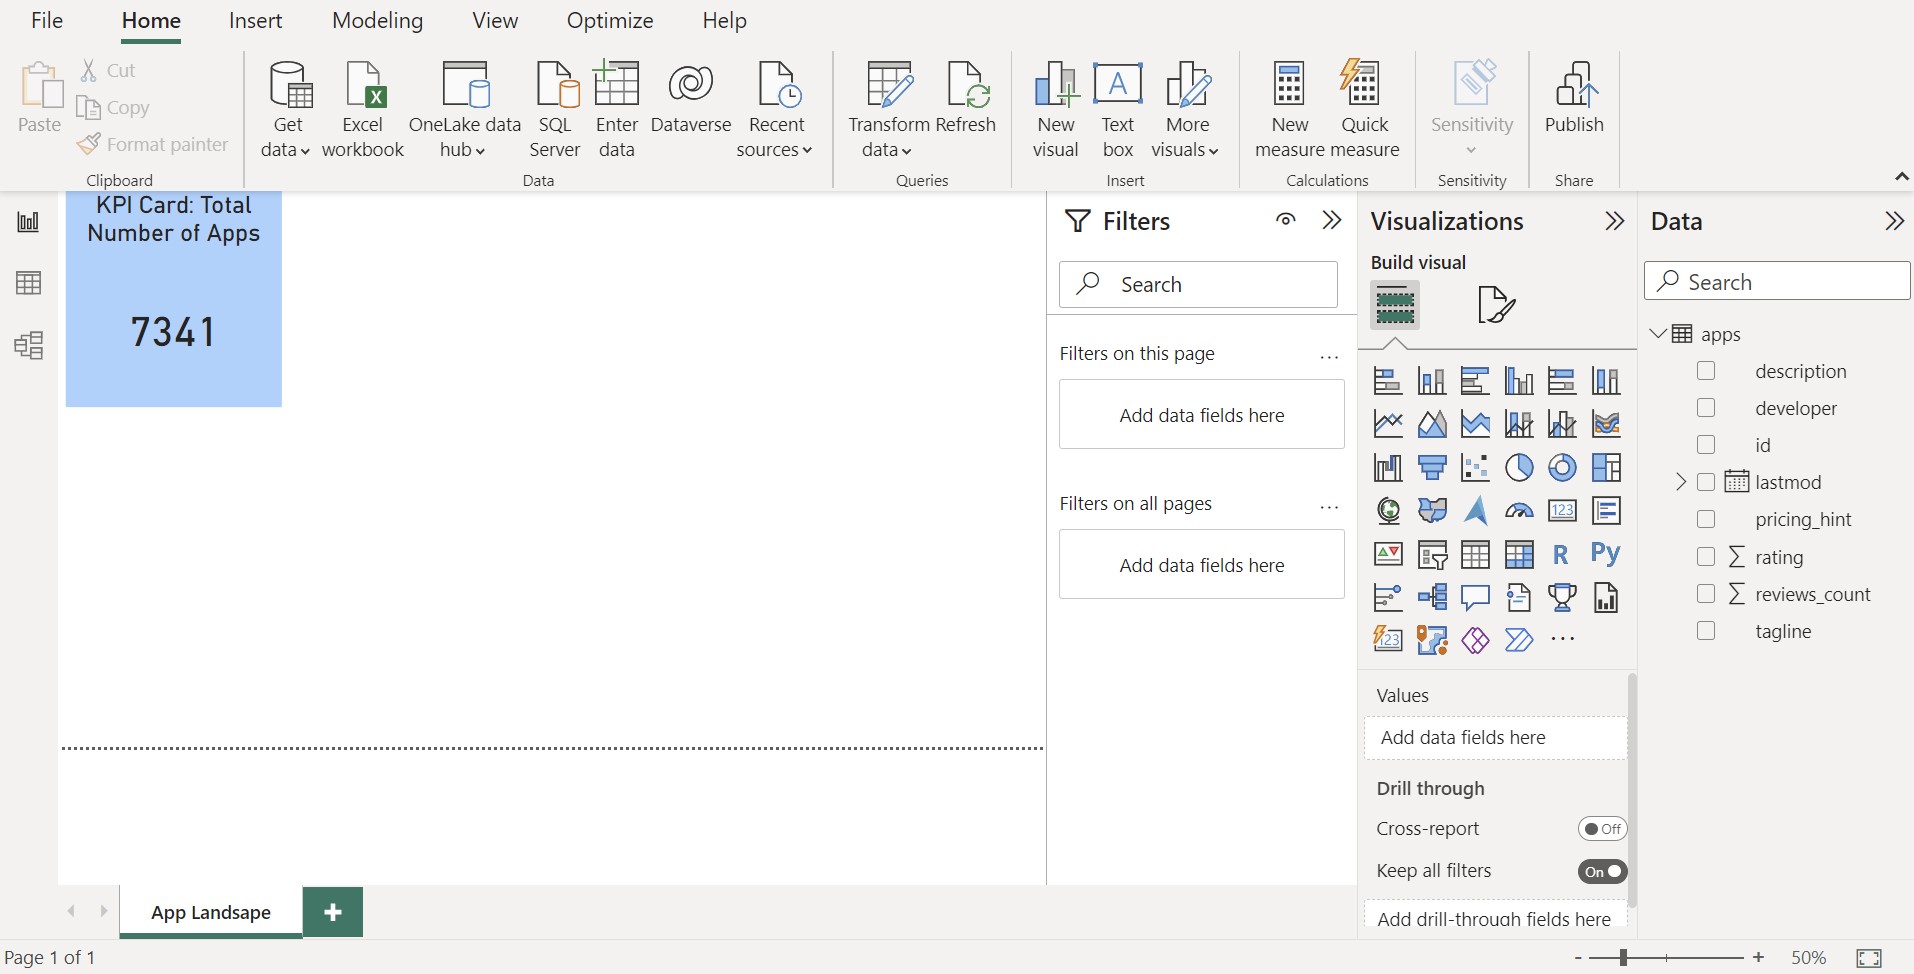 File Home Insert Modeling View Optimize Help
Paste
Cut
Copy
Format painter
Clipboard
Get data
Excel workbook
OneLake data hub
SQL Server
Enter data
Dataverse
Recent sources
Data
Transform data
Refresh
Queries
New visual
A
Text box
More visuals
Insert
New measure
Quick measure
Calculations
Sensitivity
Sensitivity
Publish
Share
KPI Card: Total
Number of Apps
7341
Filters
Search
Filters on this page ...
Add data fields here
Filters on all pages ...
Add data fields here
Visualizations
Build visual
123
R Py
123
...
Values
Add data fields here
Drill through
Cross-report Off
Keep all filters On
Add drill-through fields here
Data
Search
apps
description
developer
id
lastmod
pricing_hint
∑ rating
∑ reviews_count
tagline
App Landsape +
Page 1 of 1
- + 50%